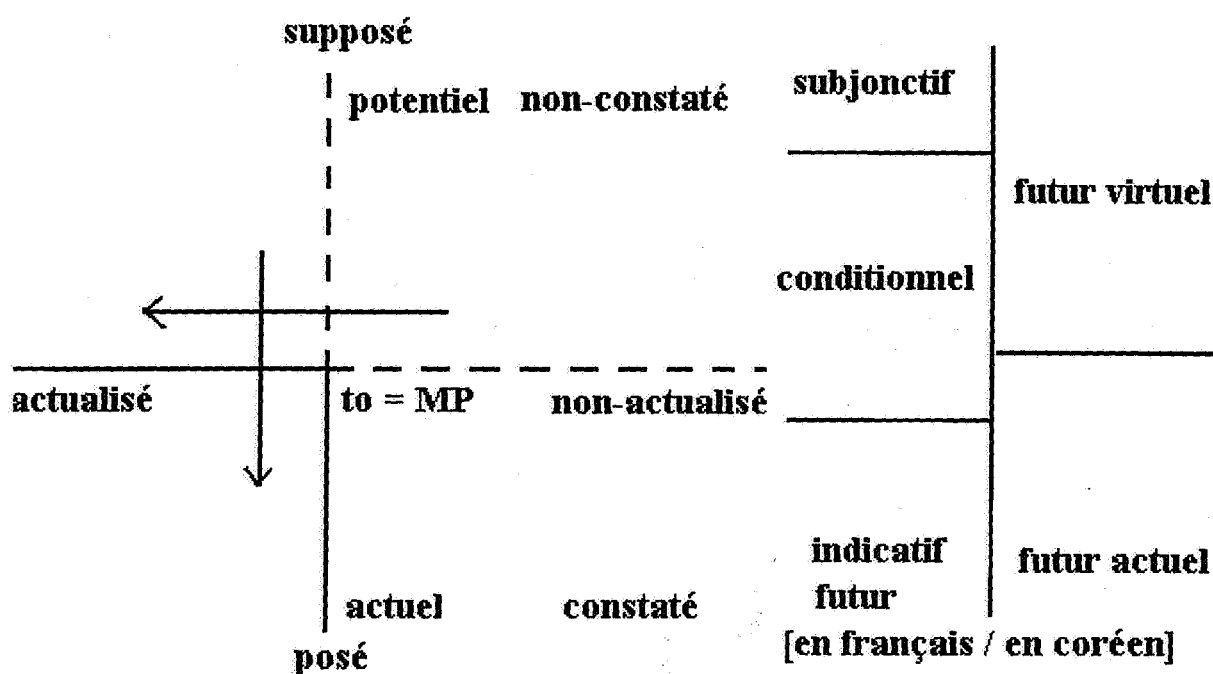 supposé
potentiel non-constaté subjonctif
futur virtuel
conditionnel
actualisé to = MP non-actualisé
indicatif
futur actuel
actuel constaté futur
posé [en français / en coréen]